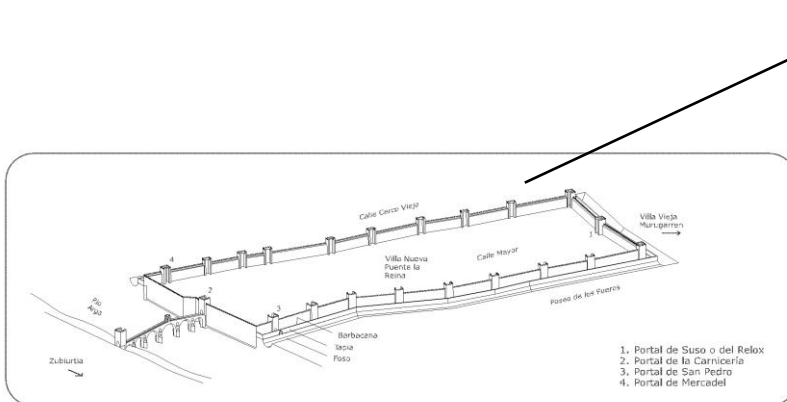 Calle Cerco Viejo
Villa Vieja
Murugarren
1
4
Villa Nueva
Puente la
Reina
Calle Mayor
2
3
Paseo de los Fueros
Río
Arga
Barbacana
Tapia
Foso
Zubiurtia
1. Portal de Suso o del Relox
2. Portal de la Carnicería
3. Portal de San Pedro
4. Portal de Mercadel